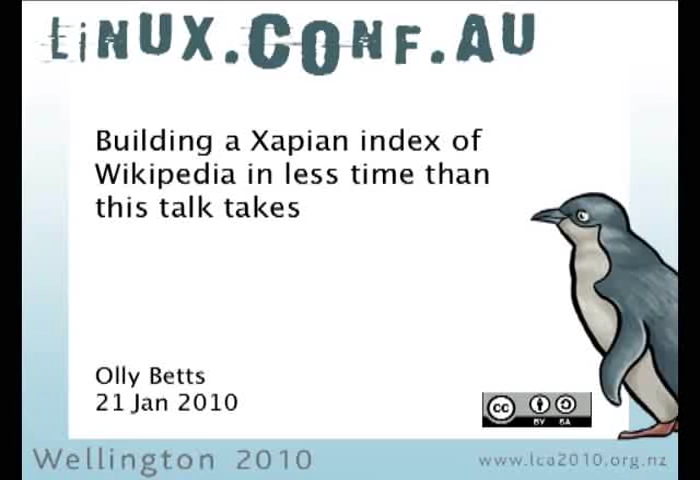 LiNUX.CONF.AU
Building a Xapian index of
Wikipedia in less time than
this talk takes
Olly Betts
21 Jan 2010
cc
BY SA
Wellington 2010
www.lca2010.org.nz